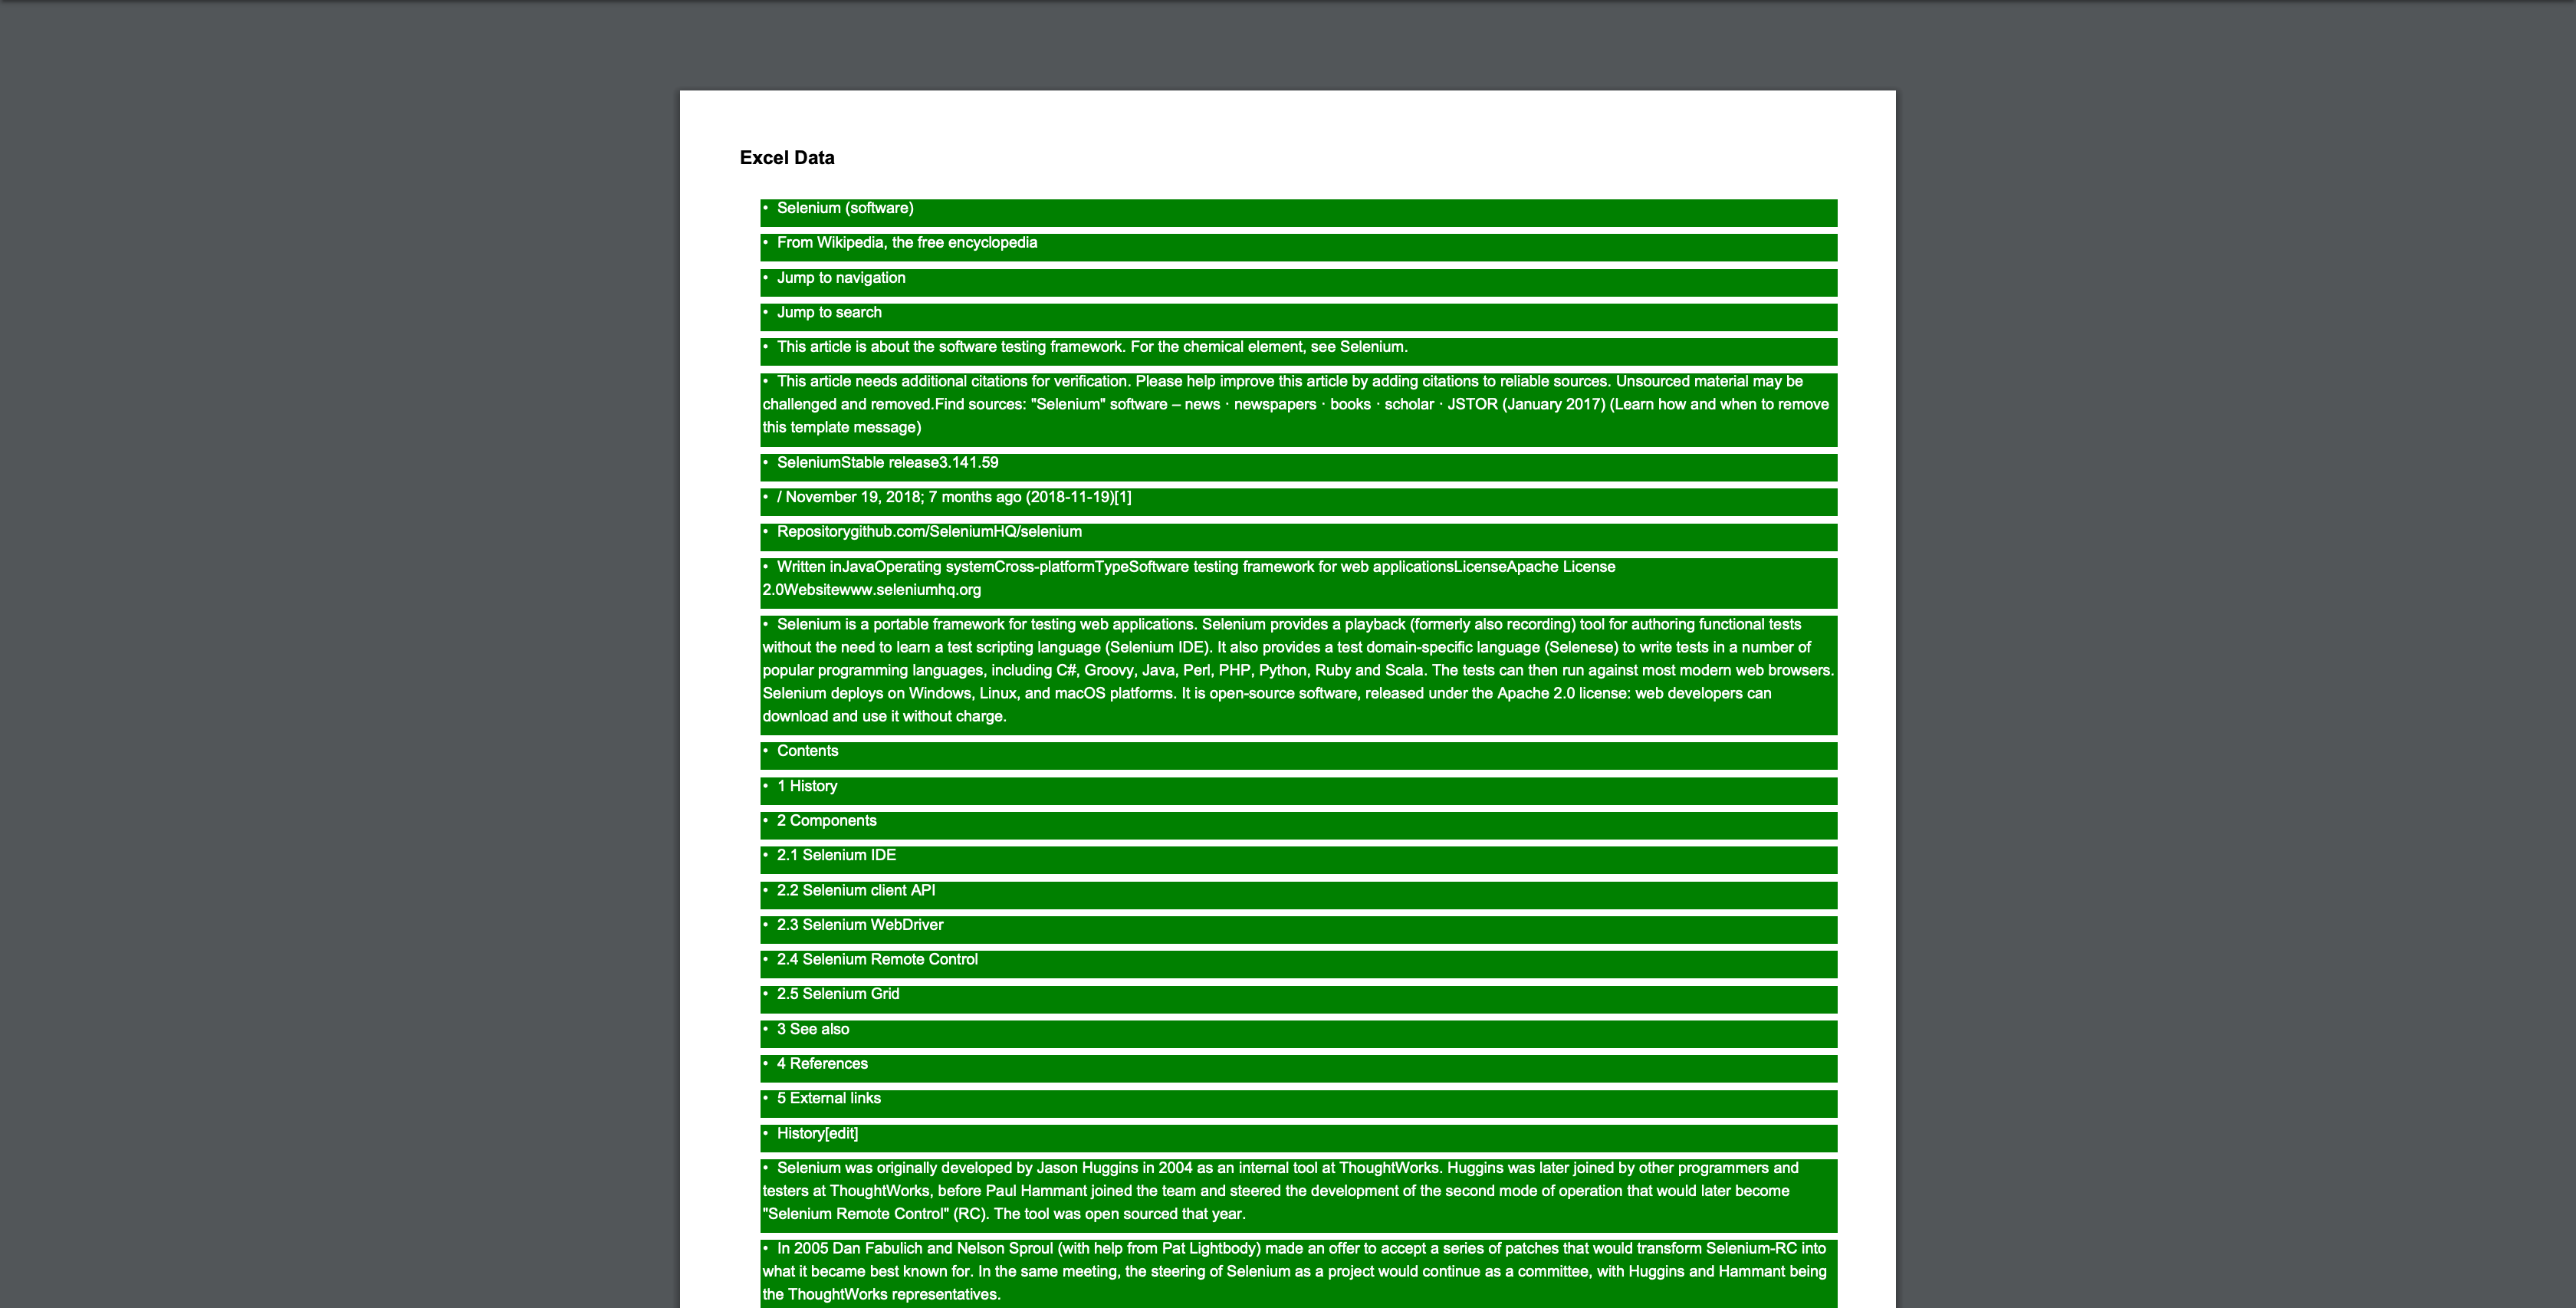 Excel Data
• Selenium (software)
• From Wikipedia, the free encyclopedia
• Jump to navigation
• Jump to search
• This article is about the software testing framework. For the chemical element, see Selenium.
• This article needs additional citations for verification. Please help improve this article by adding citations to reliable sources. Unsourced material may be
challenged and removed.Find sources: "Selenium" software – news · newspapers · books · scholar · JSTOR (January 2017) (Learn how and when to remove
this template message)
• SeleniumStable release3.141.59
• / November 19, 2018; 7 months ago (2018-11-19)[1]
• Repositorygithub.com/SeleniumHQ/selenium
• Written inJavaOperating systemCross-platformTypeSoftware testing framework for web applicationsLicenseApache License
2.0Websitewww.seleniumhq.org
• Selenium is a portable framework for testing web applications. Selenium provides a playback (formerly also recording) tool for authoring functional tests
without the need to learn a test scripting language (Selenium IDE). It also provides a test domain-specific language (Selenese) to write tests in a number of
popular programming languages, including C#, Groovy, Java, Perl, PHP, Python, Ruby and Scala. The tests can then run against most modern web browsers.
Selenium deploys on Windows, Linux, and macOS platforms. It is open-source software, released under the Apache 2.0 license: web developers can
download and use it without charge.
• Contents
• 1 History
• 2 Components
• 2.1 Selenium IDE
• 2.2 Selenium client API
• 2.3 Selenium WebDriver
• 2.4 Selenium Remote Control
• 2.5 Selenium Grid
• 3 See also
• 4 References
• 5 External links
• History[edit]
• Selenium was originally developed by Jason Huggins in 2004 as an internal tool at ThoughtWorks. Huggins was later joined by other programmers and
testers at ThoughtWorks, before Paul Hammant joined the team and steered the development of the second mode of operation that would later become
"Selenium Remote Control" (RC). The tool was open sourced that year.
• In 2005 Dan Fabulich and Nelson Sproul (with help from Pat Lightbody) made an offer to accept a series of patches that would transform Selenium-RC into
what it became best known for. In the same meeting, the steering of Selenium as a project would continue as a committee, with Huggins and Hammant being
the ThoughtWorks representatives.